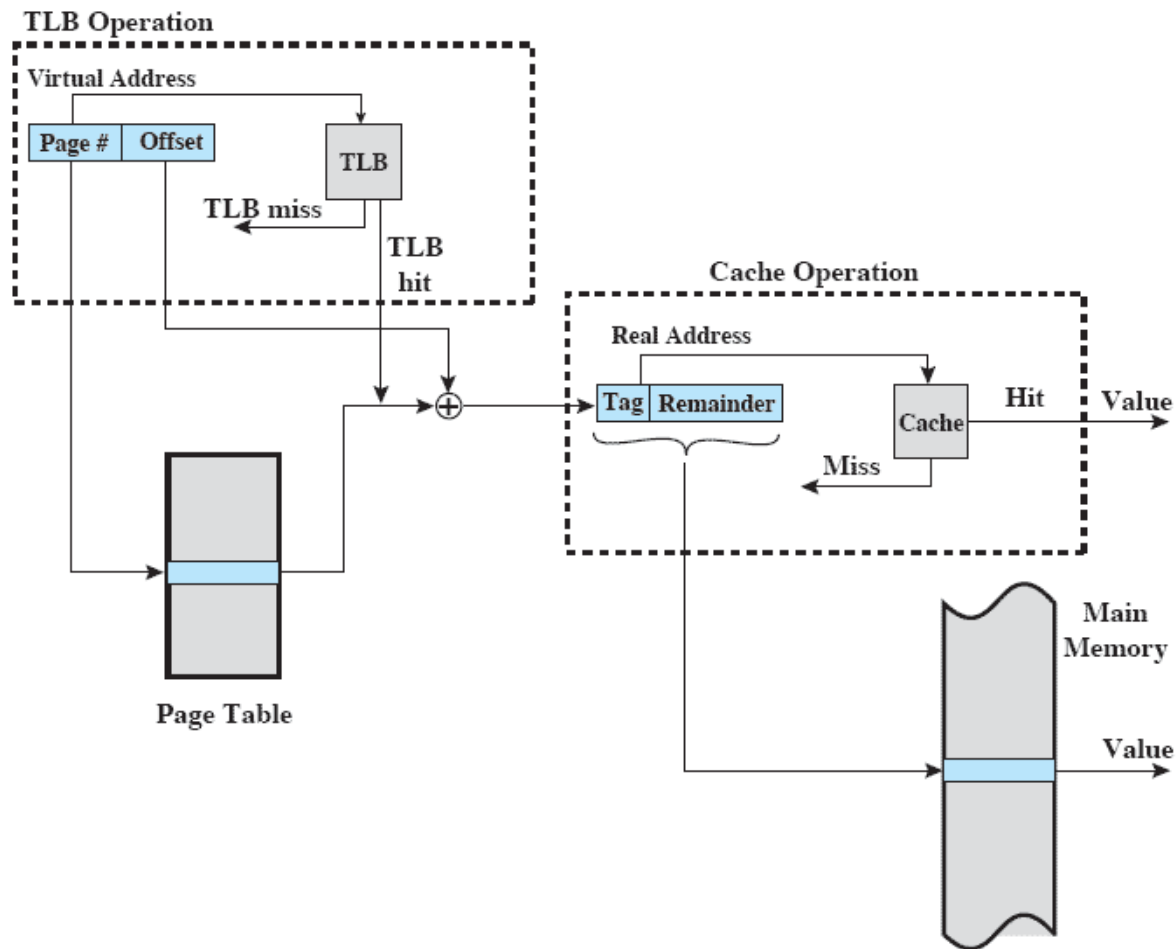 TLB Operation
Virtual Address
Page # Offset
TLB
TLB miss
TLB
hit
Cache Operation
Real Address
Tag Remainder
Cache
Hit
Value
Miss
Page Table
Main
Memory
Value